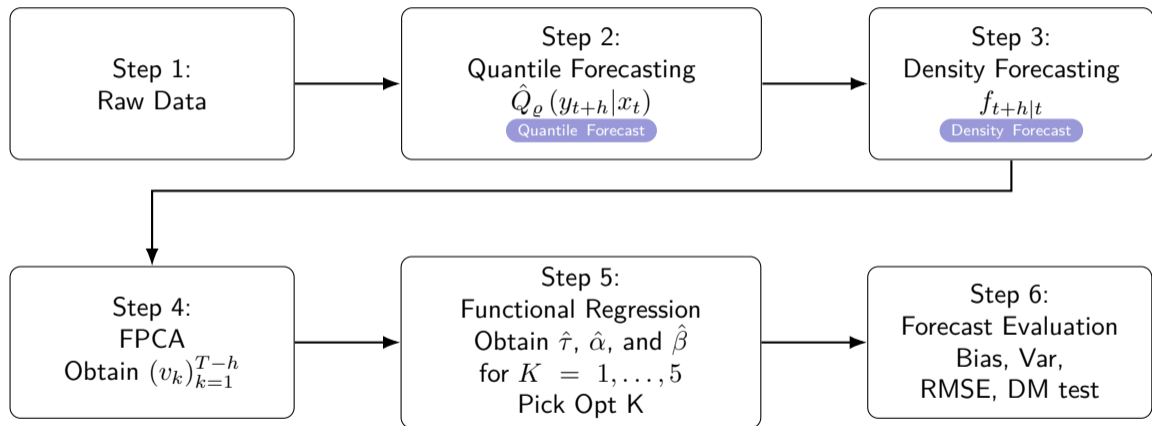 Step 1:
Raw Data
Step 2:
Quantile Forecasting
Q̂_ϱ (y_{t+h}|x_t)
Quantile Forecast
Step 3:
Density Forecasting
f_{t+h|t}
Density Forecast
Step 4:
FPCA
Obtain (v_k)_{k=1}^{T−h}
Step 5:
Functional Regression
Obtain τ̂, α̂, and β̂
for K = 1, . . . , 5
Pick Opt K
Step 6:
Forecast Evaluation
Bias, Var,
RMSE, DM test